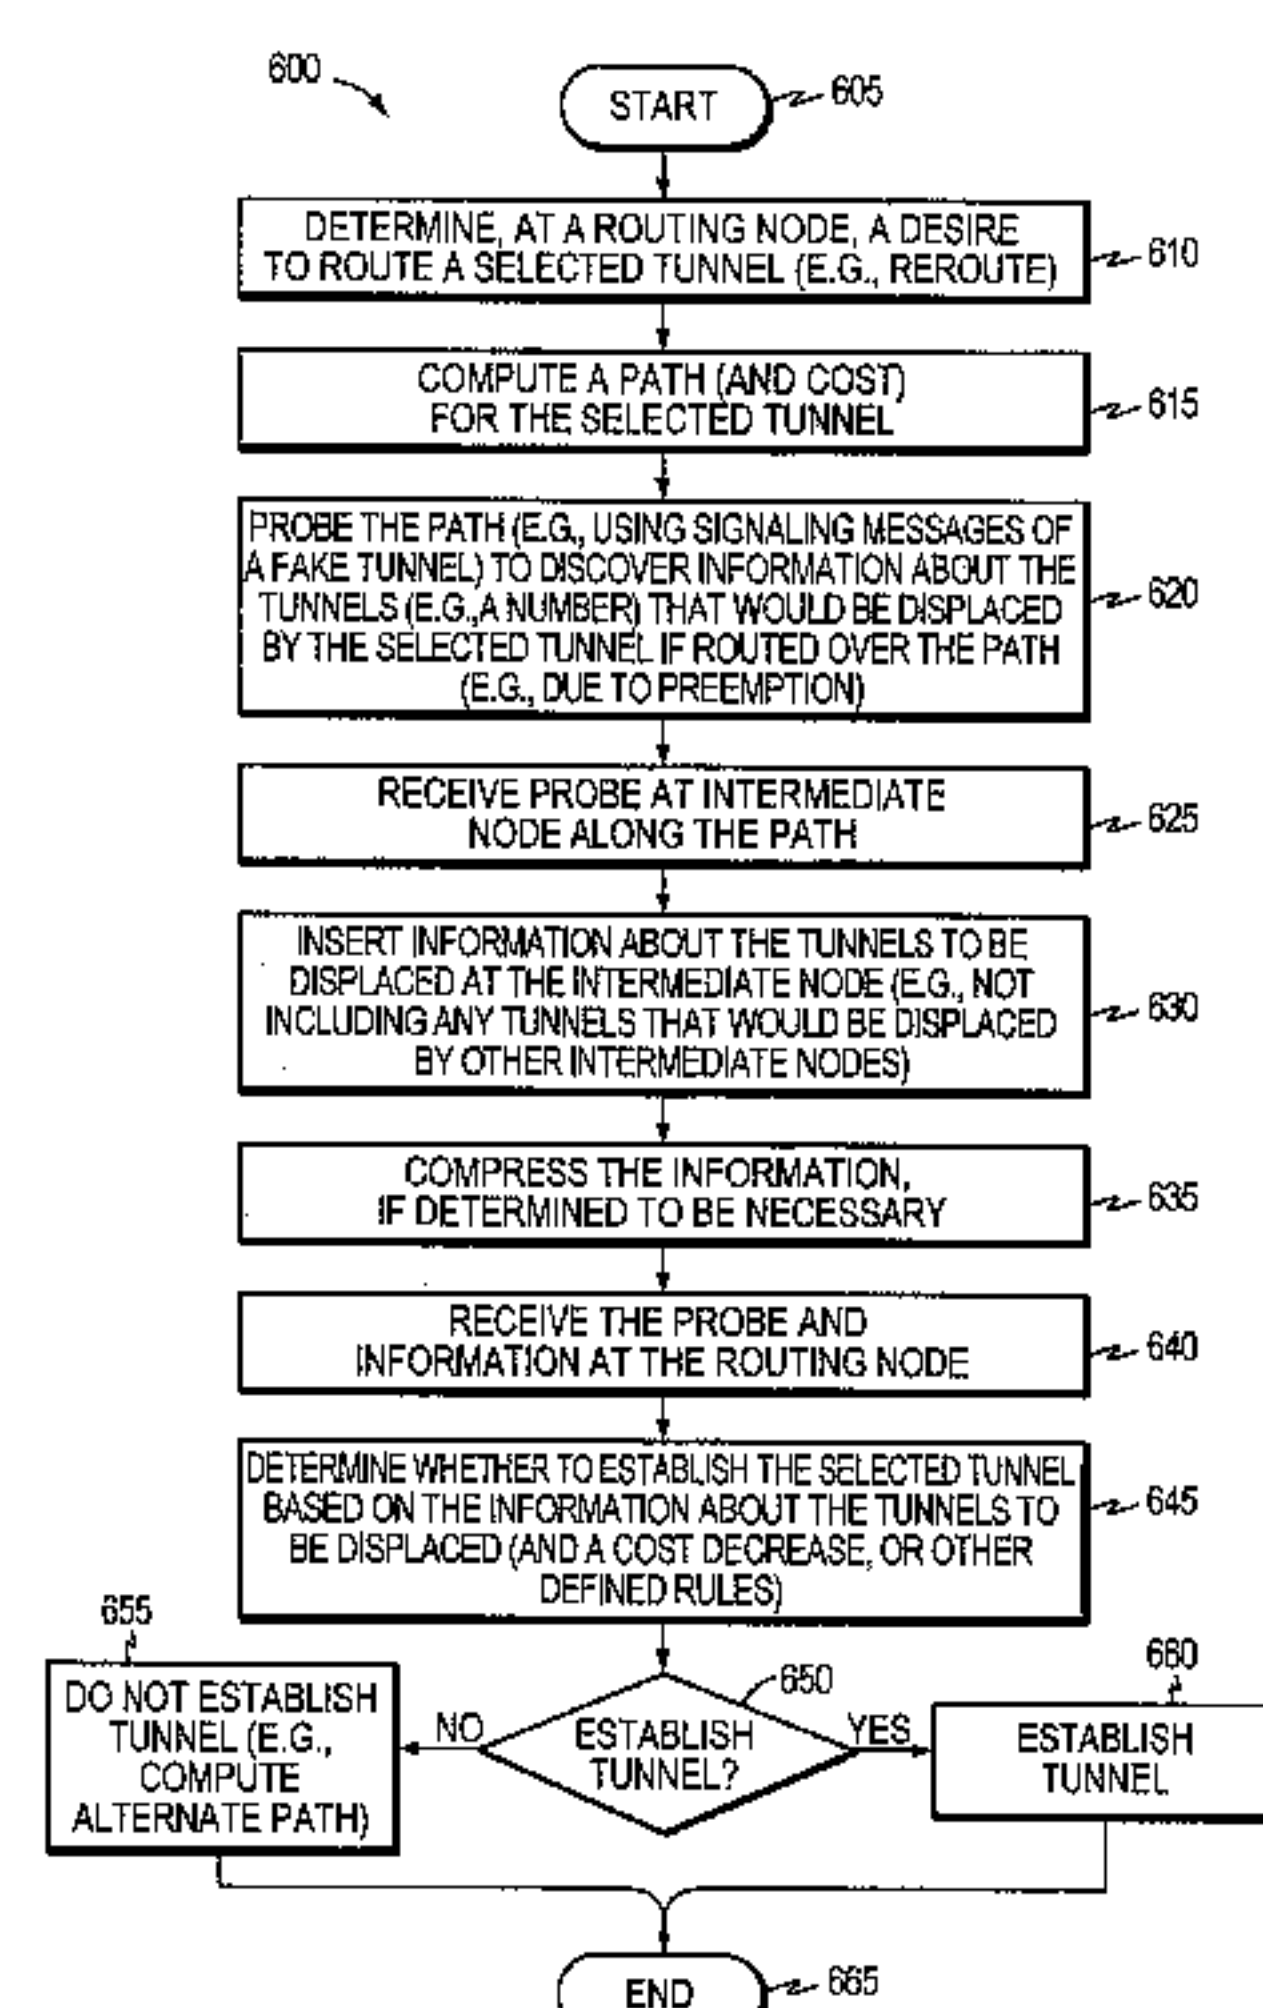 600
START
605
DETERMINE, AT A ROUTING NODE, A DESIRE
TO ROUTE A SELECTED TUNNEL (E.G., REROUTE)
610
COMPUTE A PATH (AND COST)
FOR THE SELECTED TUNNEL
615
PROBE THE PATH (E.G., USING SIGNALING MESSAGES OF
A FAKE TUNNEL) TO DISCOVER INFORMATION ABOUT THE
TUNNELS (E.G.,A NUMBER) THAT WOULD BE DISPLACED
BY THE SELECTED TUNNEL IF ROUTED OVER THE PATH
(E.G., DUE TO PREEMPTION)
620
RECEIVE PROBE AT INTERMEDIATE
NODE ALONG THE PATH
625
INSERT INFORMATION ABOUT THE TUNNELS TO BE
DISPLACED AT THE INTERMEDIATE NODE (E.G., NOT
INCLUDING ANY TUNNELS THAT WOULD BE DISPLACED
BY OTHER INTERMEDIATE NODES)
630
COMPRESS THE INFORMATION,
IF DETERMINED TO BE NECESSARY
635
RECEIVE THE PROBE AND
INFORMATION AT THE ROUTING NODE
640
DETERMINE WHETHER TO ESTABLISH THE SELECTED TUNNEL
BASED ON THE INFORMATION ABOUT THE TUNNELS TO
BE DISPLACED (AND A COST DECREASE, OR OTHER
DEFINED RULES)
645
655
DO NOT ESTABLISH
TUNNEL (E.G.,
COMPUTE
ALTERNATE PATH)
NO
650
ESTABLISH
TUNNEL?
YES
660
ESTABLISH
TUNNEL
END
665